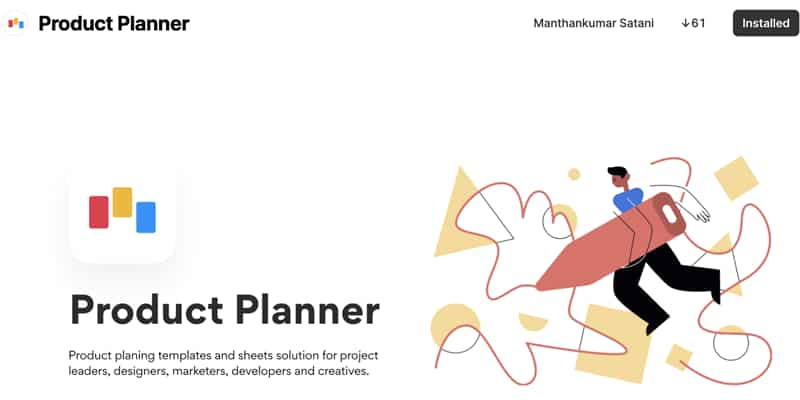 Product Planner
Manthankumar Satani
↓61
Installed
Product Planner
Product planing templates and sheets solution for project
leaders, designers, marketers, developers and creatives.